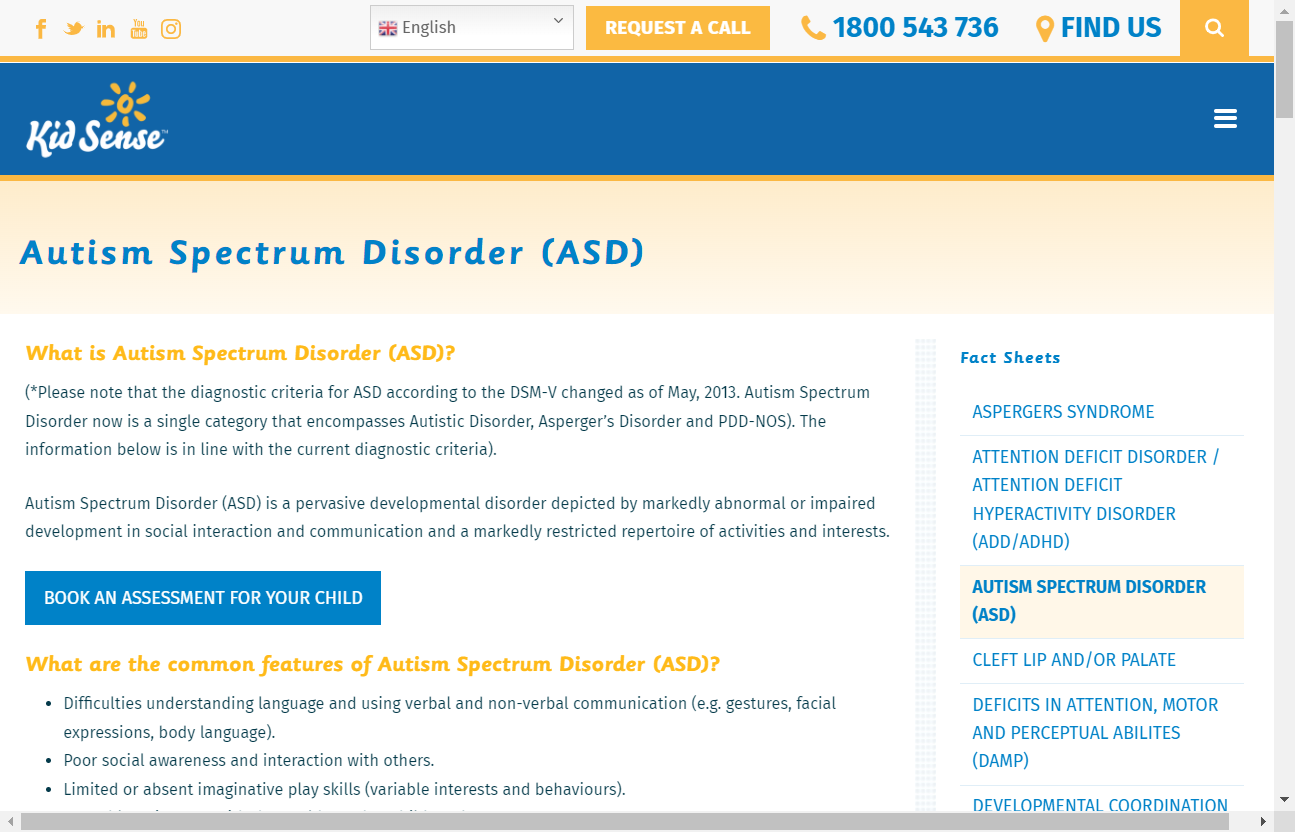 English
REQUEST A CALL
1800 543 736
FIND US
Kid Sense™
Autism Spectrum Disorder (ASD)
What is Autism Spectrum Disorder (ASD)?
(*Please note that the diagnostic criteria for ASD according to the DSM-V changed as of May, 2013. Autism Spectrum
Disorder now is a single category that encompasses Autistic Disorder, Asperger’s Disorder and PDD-NOS). The
information below is in line with the current diagnostic criteria).
Autism Spectrum Disorder (ASD) is a pervasive developmental disorder depicted by markedly abnormal or impaired
development in social interaction and communication and a markedly restricted repertoire of activities and interests.
BOOK AN ASSESSMENT FOR YOUR CHILD
What are the common features of Autism Spectrum Disorder (ASD)?
• Difficulties understanding language and using verbal and non-verbal communication (e.g. gestures, facial
expressions, body language).
• Poor social awareness and interaction with others.
• Limited or absent imaginative play skills (variable interests and behaviours).
Fact Sheets
ASPERGERS SYNDROME
ATTENTION DEFICIT DISORDER /
ATTENTION DEFICIT
HYPERACTIVITY DISORDER
(ADD/ADHD)
AUTISM SPECTRUM DISORDER
(ASD)
CLEFT LIP AND/OR PALATE
DEFICITS IN ATTENTION, MOTOR
AND PERCEPTUAL ABILITES
(DAMP)
DEVELOPMENTAL COORDINATION